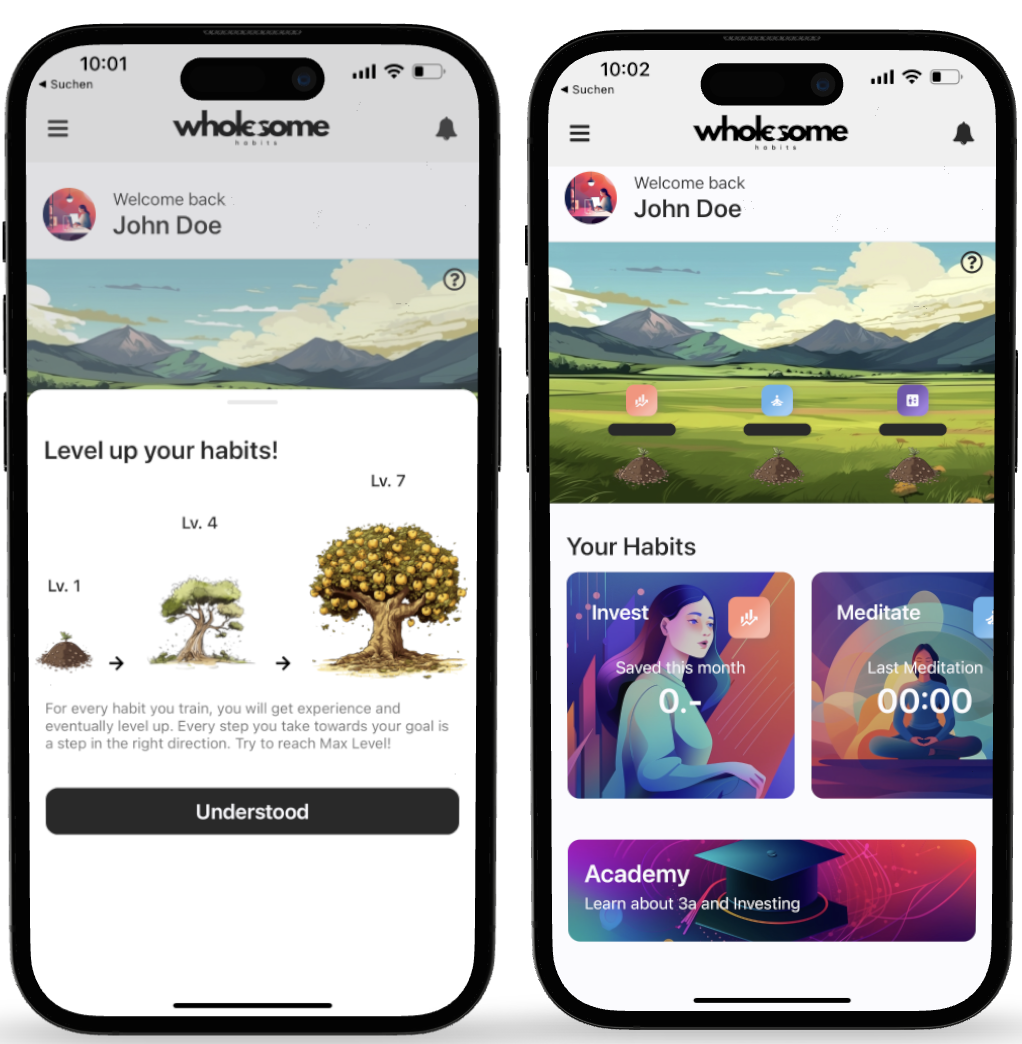 10:01
◀ Suchen
wholesome
habits
Welcome back
John Doe
?
Level up your habits!
Lv. 7
Lv. 4
Lv. 1
For every habit you train, you will get experience and
eventually level up. Every step you take towards your goal is
a step in the right direction. Try to reach Max Level!
Understood
10:02
◀ Suchen
wholesome
habits
Welcome back
John Doe
?
Your Habits
Invest
Saved this month
0.-
Meditate
Last Meditation
00:00
Academy
Learn about 3a and Investing